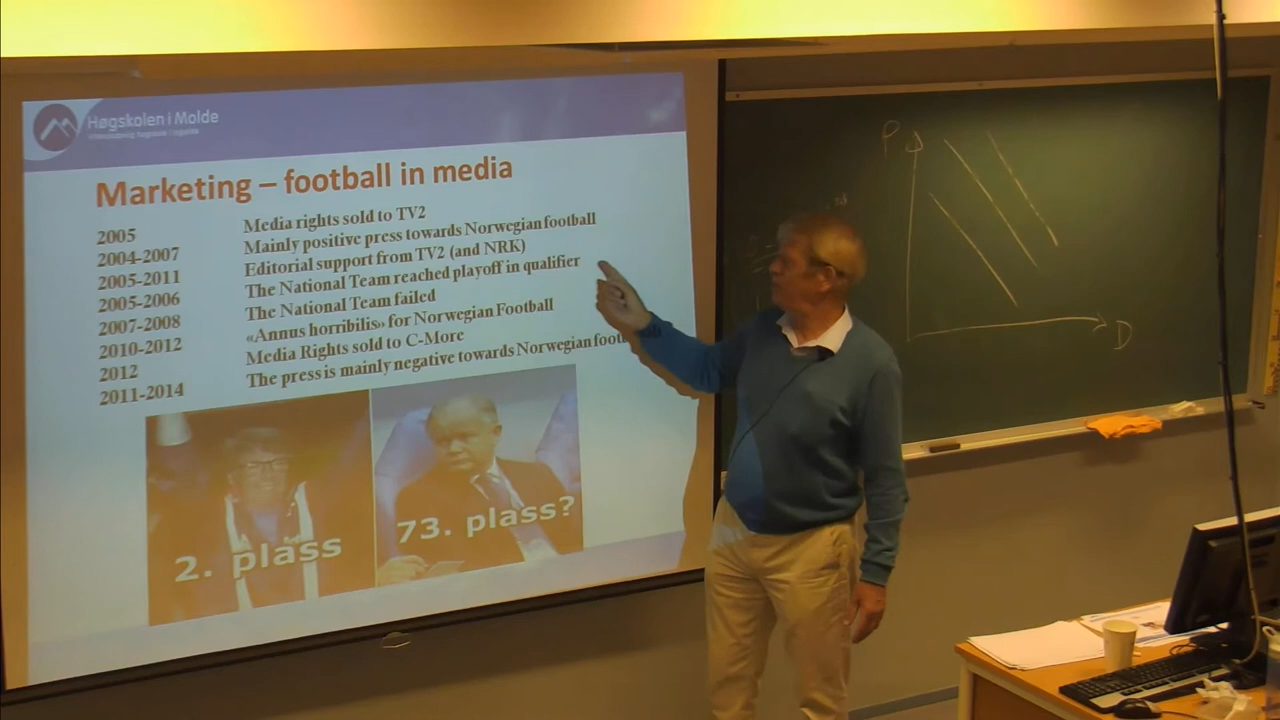 Høgskolen i Molde
Marketing – football in media
2005 Media rights sold to TV2
2004-2007 Mainly positive press towards Norwegian football
2005-2011 Editorial support from TV2 (and NRK)
2005-2006 The National Team reached playoff in qualifier
2007-2008 The National Team failed
2010-2012 «Annus horribilis» for Norwegian Football
2012 Media Rights sold to C-More
2011-2014 The press is mainly negative towards Norwegian foot
2. plass
73. plass?
P
D